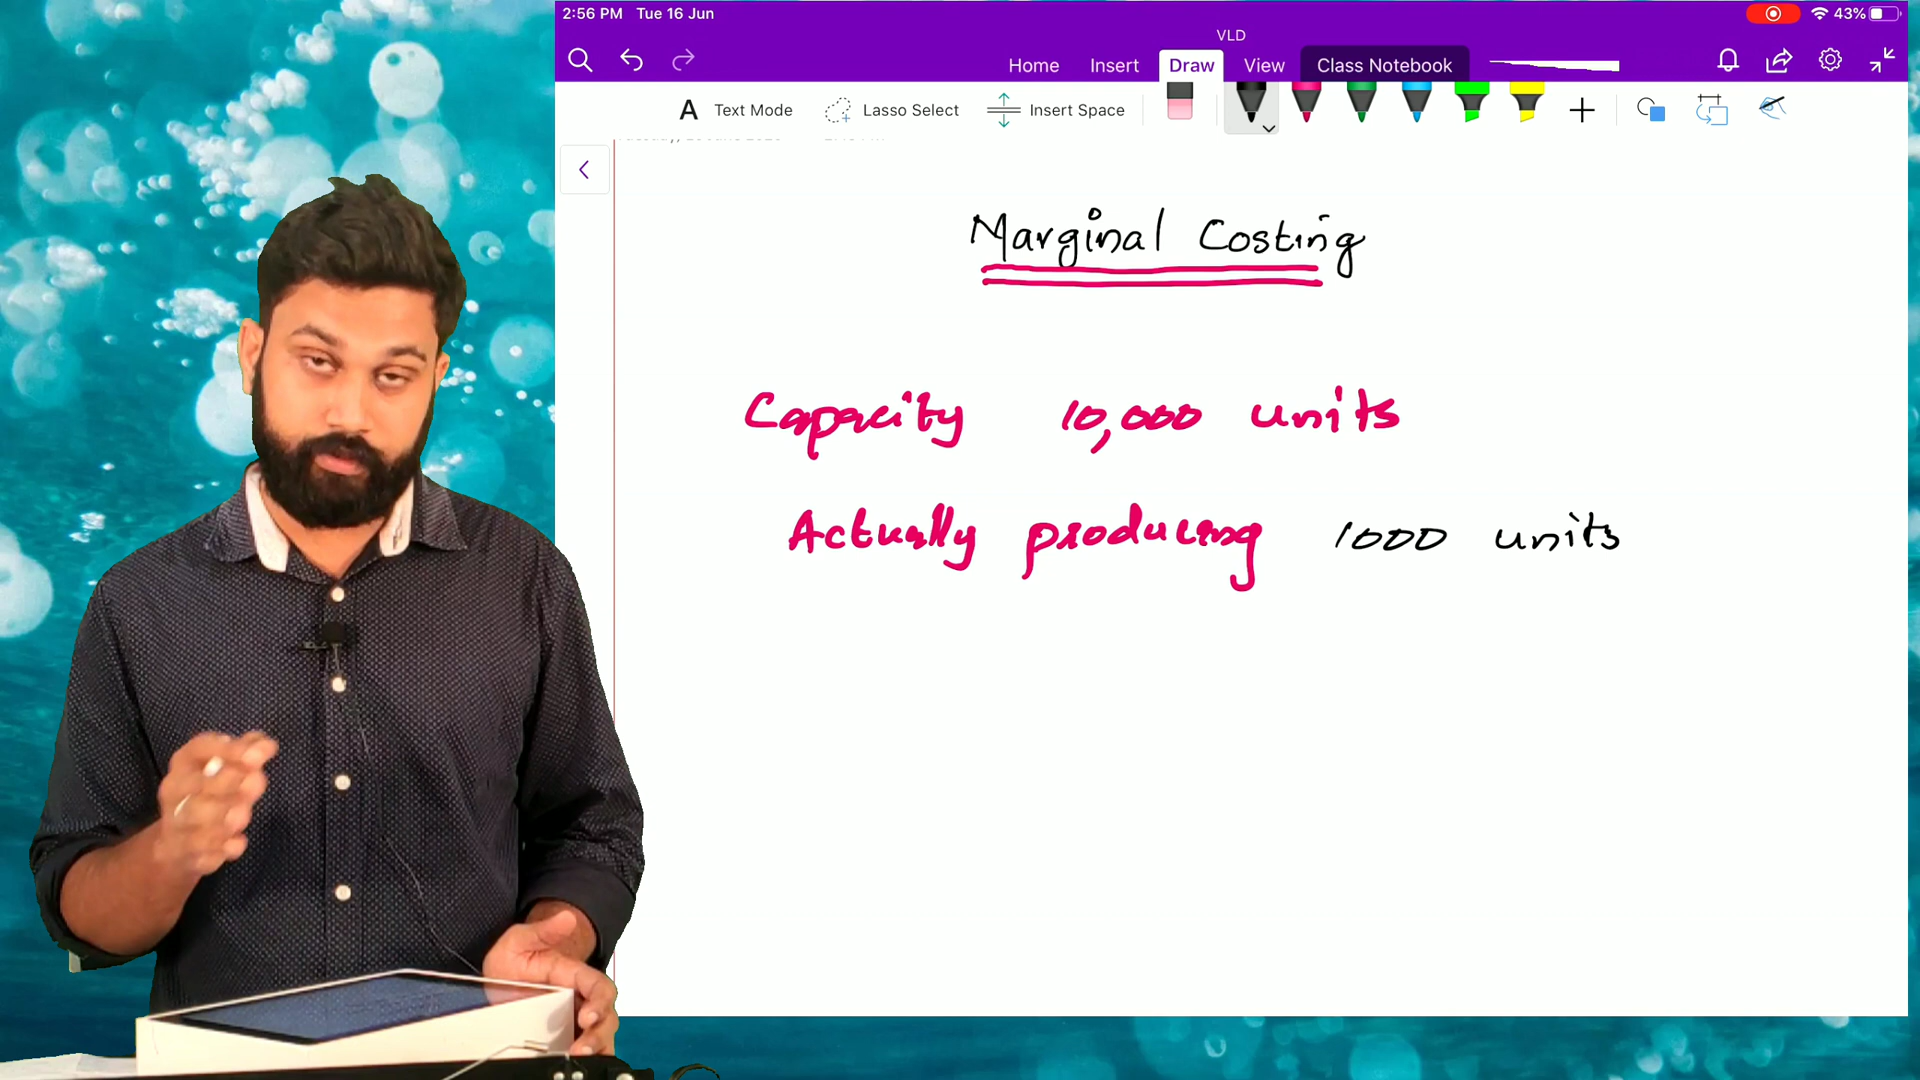 2:56 PM Tue 16 Jun
43%
VLD
Home Insert Draw View Class Notebook
A Text Mode Lasso Select Insert Space
Marginal Costing
Capacity 10,000 units
Actually producing 1000 units